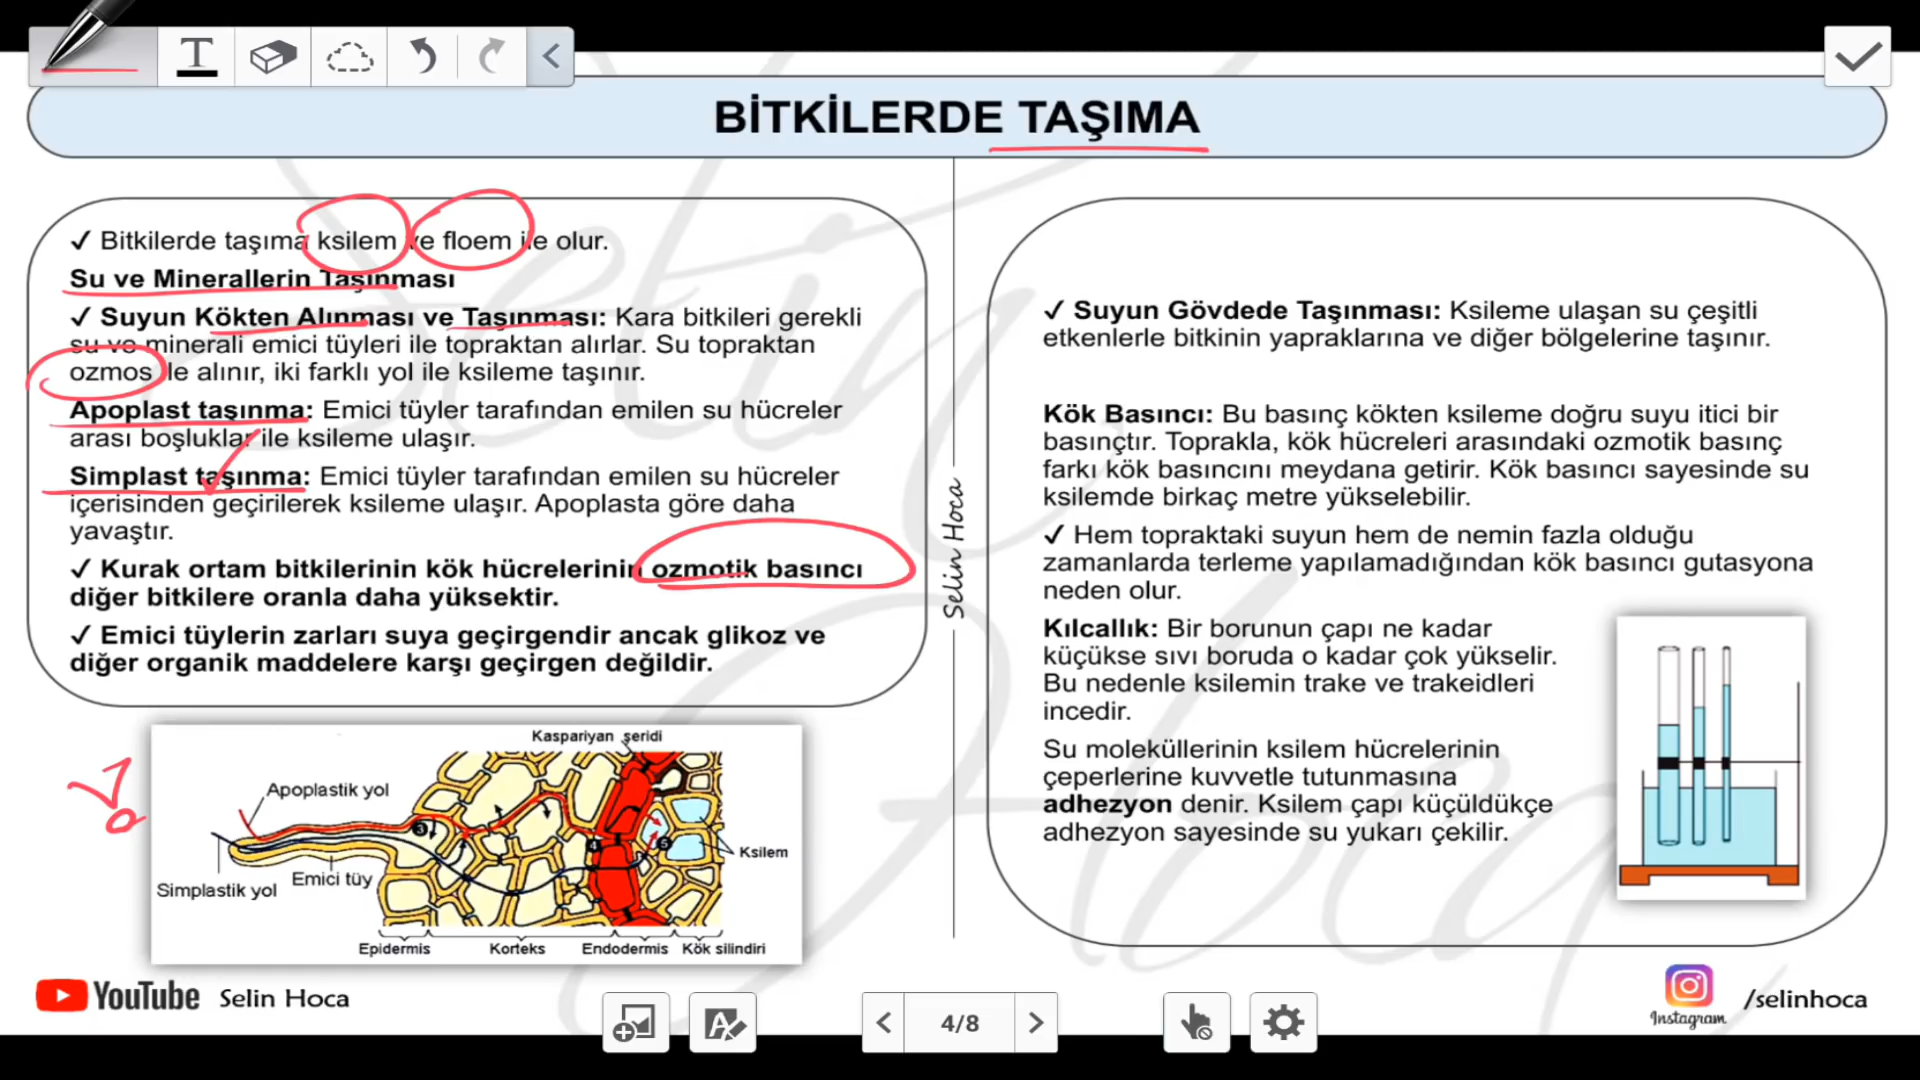 BİTKİLERDE TAŞIMA
✓ Bitkilerde taşıma ksilem ve floem ile olur.
Su ve Minerallerin Taşınması
✓ Suyun Kökten Alınması ve Taşınması: Kara bitkileri gerekli
su ve minerali emici tüyleri ile topraktan alırlar. Su topraktan
ozmos ile alınır, iki farklı yol ile ksileme taşınır.
Apoplast taşınma: Emici tüyler tarafından emilen su hücreler
arası boşluklar ile ksileme ulaşır.
Simplast taşınma: Emici tüyler tarafından emilen su hücreler
içerisinden geçirilerek ksileme ulaşır. Apoplasta göre daha
yavaştır.
✓ Kurak ortam bitkilerinin kök hücrelerinin ozmotik basıncı
diğer bitkilere oranla daha yüksektir.
✓ Emici tüylerin zarları suya geçirgendir ancak glikoz ve
diğer organik maddelere karşı geçirgen değildir.
Kaspariyan şeridi
Apoplastik yol
3
4
5
Ksilem
Emici tüy
Simplastik yol
Epidermis Korteks Endodermis Kök silindiri
Selin Hoca
✓ Suyun Gövdede Taşınması: Ksileme ulaşan su çeşitli
etkenlerle bitkinin yapraklarına ve diğer bölgelerine taşınır.
Kök Basıncı: Bu basınç kökten ksileme doğru suyu itici bir
basınçtır. Toprakla, kök hücreleri arasındaki ozmotik basınç
farkı kök basıncını meydana getirir. Kök basıncı sayesinde su
ksilemde birkaç metre yükselebilir.
✓ Hem topraktaki suyun hem de nemin fazla olduğu
zamanlarda terleme yapılamadığından kök basıncı gutasyona
neden olur.
Kılcallık: Bir borunun çapı ne kadar
küçükse sıvı boruda o kadar çok yükselir.
Bu nedenle ksilemin trake ve trakeidleri
incedir.
Su moleküllerinin ksilem hücrelerinin
çeperlerine kuvvetle tutunmasına
adhezyon denir. Ksilem çapı küçüldükçe
adhezyon sayesinde su yukarı çekilir.
YouTube Selin Hoca
4/8
Instagram /selinhoca
Selin Hoca